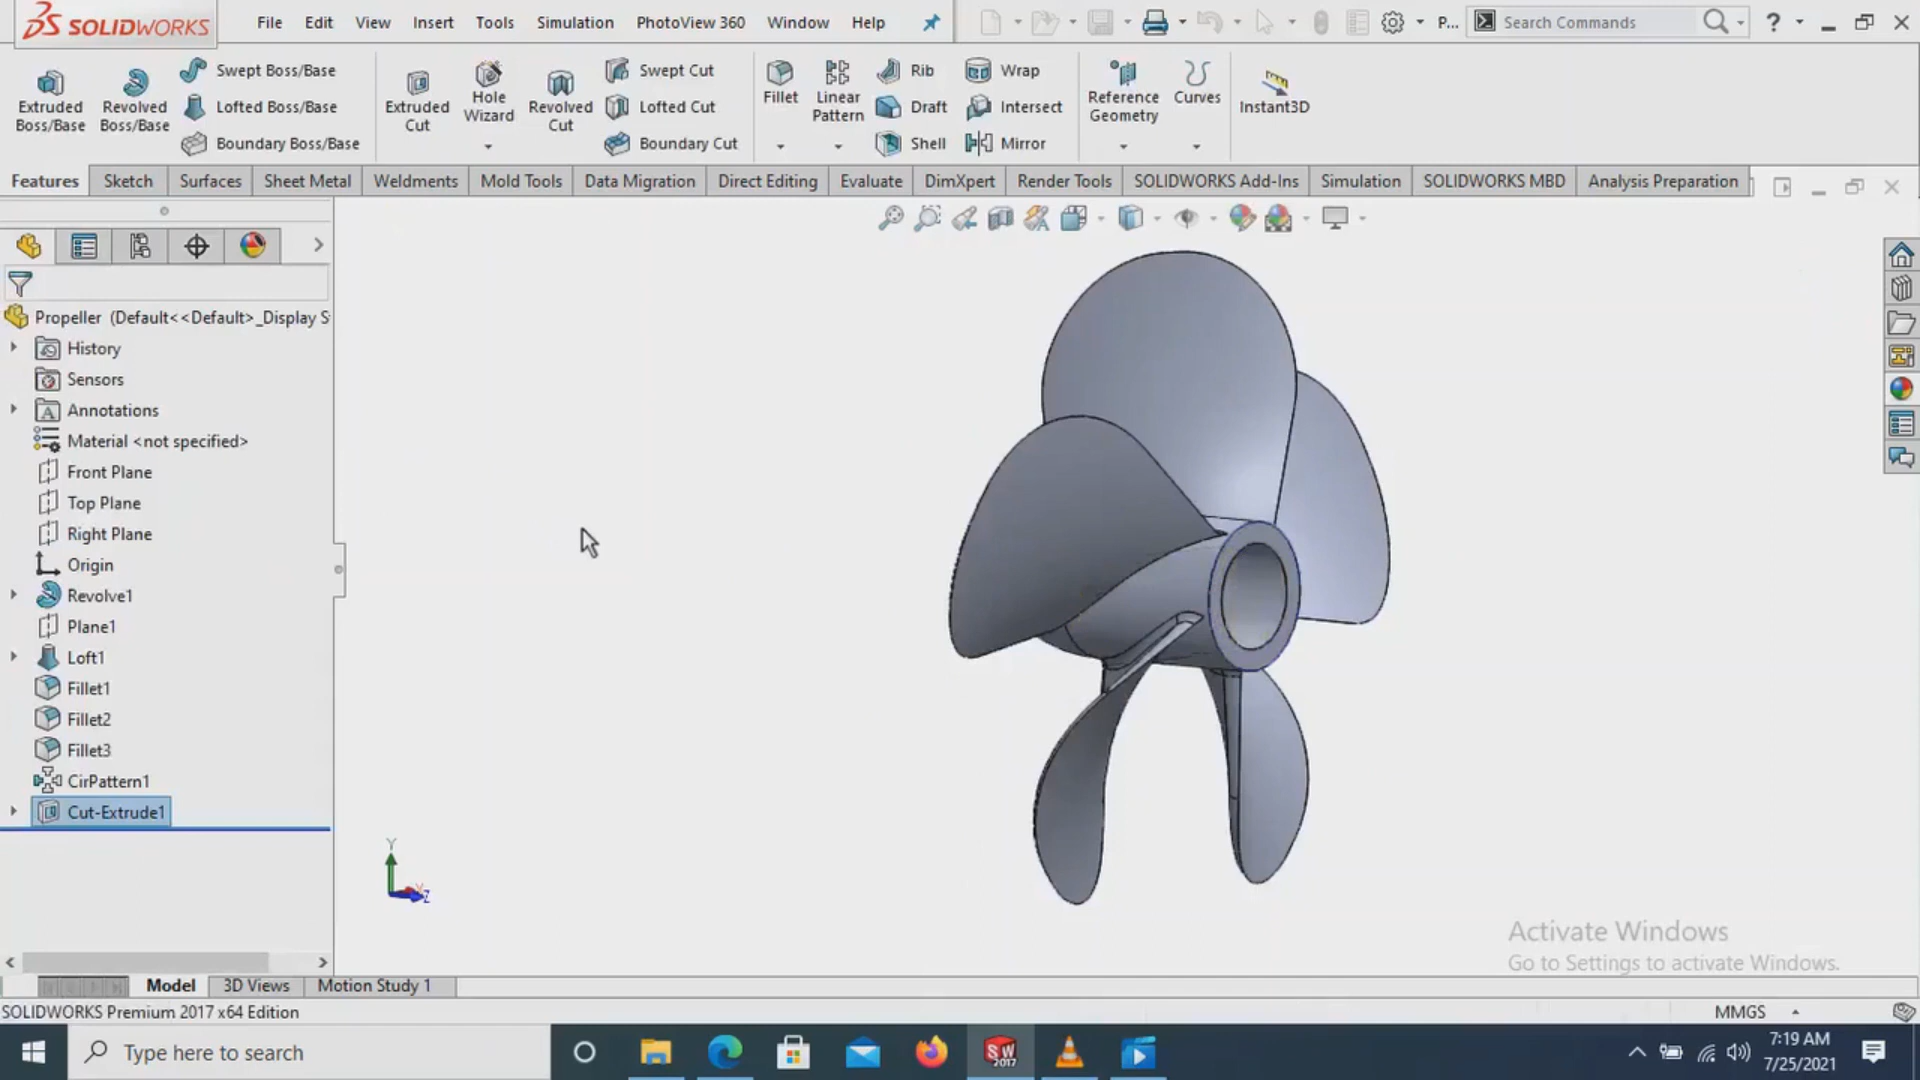 SOLIDWORKS
File Edit View Insert Tools Simulation PhotoView 360 Window Help
P... Search Commands
Extruded Boss/Base
Revolved Boss/Base
Swept Boss/Base
Lofted Boss/Base
Boundary Boss/Base
Extruded Cut
Hole Wizard
Revolved Cut
Swept Cut
Lofted Cut
Boundary Cut
Fillet
Linear Pattern
Rib
Draft
Shell
Wrap
Intersect
Mirror
Reference Geometry
Curves
Instant3D
Features Sketch Surfaces Sheet Metal Weldments Mold Tools Data Migration Direct Editing Evaluate DimXpert Render Tools SOLIDWORKS Add-Ins Simulation SOLIDWORKS MBD Analysis Preparation
Propeller (Default<<Default>_Display S
History
Sensors
Annotations
Material <not specified>
Front Plane
Top Plane
Right Plane
Origin
Revolve1
Plane1
Loft1
Fillet1
Fillet2
Fillet3
CirPattern1
Cut-Extrude1
Y
X
Z
Activate Windows
Go to Settings to activate Windows.
Model 3D Views Motion Study 1
SOLIDWORKS Premium 2017 x64 Edition
MMGS
Type here to search
SW
2017
7:19 AM
7/25/2021